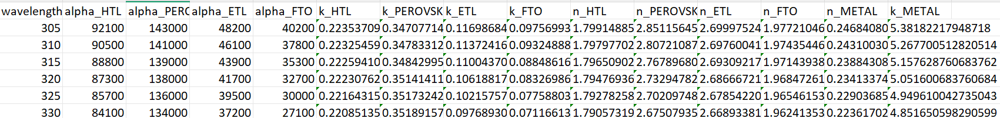 wavelength alpha_HTL alpha_PERC alpha_ETL alpha_FTO k_HTL k_PEROVSK k_ETL k_FTO n_HTL n_PEROVSK n_ETL n_FTO n_METAL k_METAL
305 92100 143000 48200 40200 0.22353709 0.34707714 0.11698684 0.09756993 1.79914885 2.85115645 2.69997524 1.97721046 0.24684080 5.38182217948718
310 90500 141000 46100 37800 0.22325459 0.34783312 0.11372416 0.09324888 1.79797702 2.80721087 2.69760041 1.97435446 0.24310030 5.267700512820514
315 88800 139000 43900 35300 0.22259410 0.34842995 0.11004370 0.08848616 1.79650902 2.76789680 2.69309217 1.97143938 0.23884308 5.157628760683762
320 87300 138000 41700 32700 0.22230762 0.35141411 0.10618817 0.08326986 1.79476936 2.73294782 2.68666721 1.96847261 0.23413374 5.051600683760684
325 85700 136000 39500 30000 0.22164315 0.35173242 0.10215757 0.07758803 1.79278258 2.70209748 2.67854220 1.96546153 0.22903685 4.949610042735043
330 84100 134000 37200 27100 0.22085135 0.35189157 0.09768930 0.07116613 1.79057319 2.67507935 2.66893381 1.96241353 0.22361702 4.851650598290599